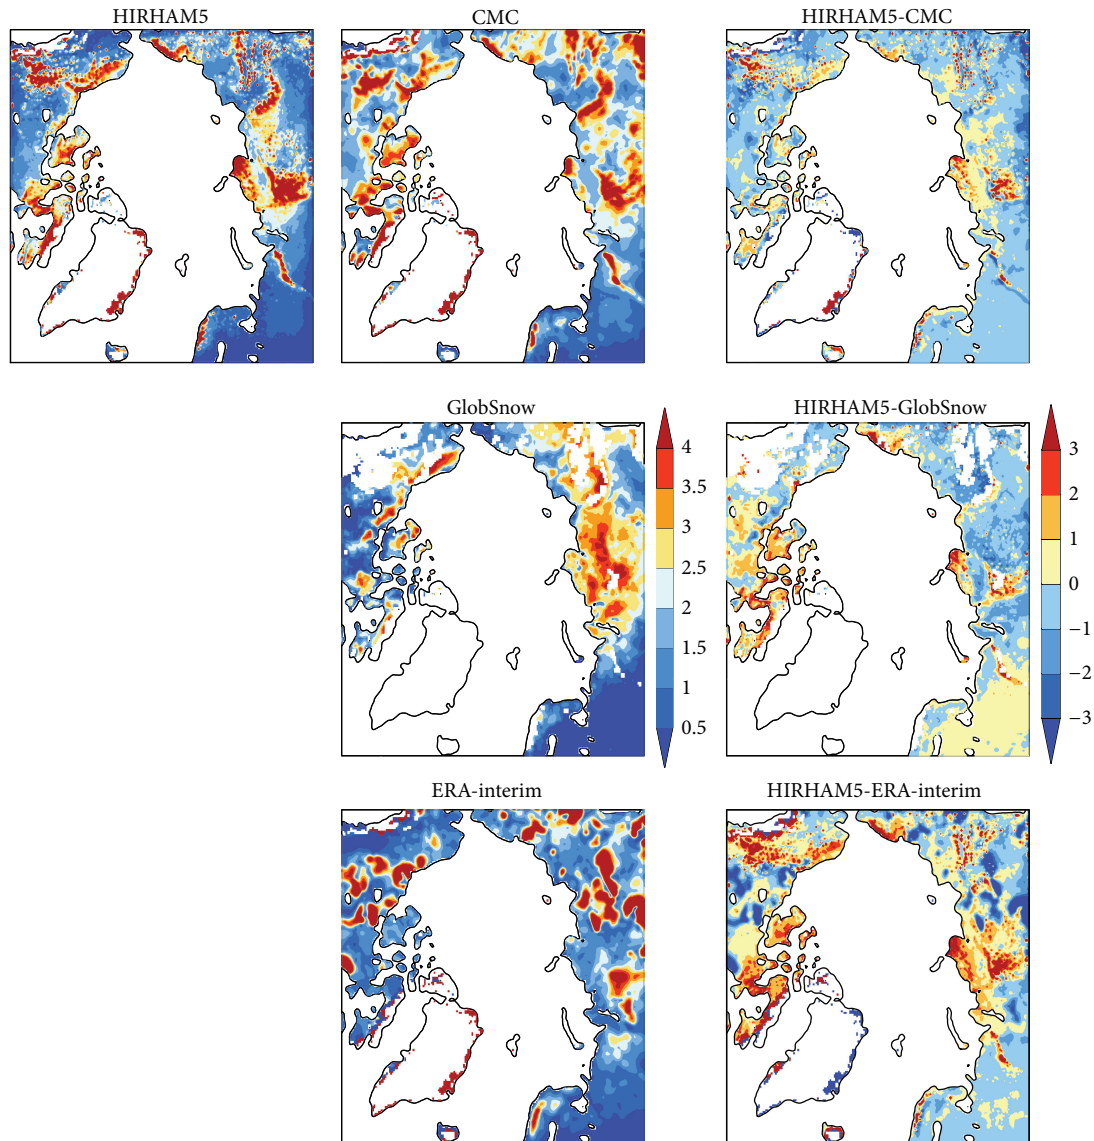 HIRHAM5
CMC
HIRHAM5-CMC
GlobSnow
HIRHAM5-GlobSnow
4
3.5
3
2.5
2
1.5
1
0.5
3
2
1
0
−1
−2
−3
ERA-interim
HIRHAM5-ERA-interim